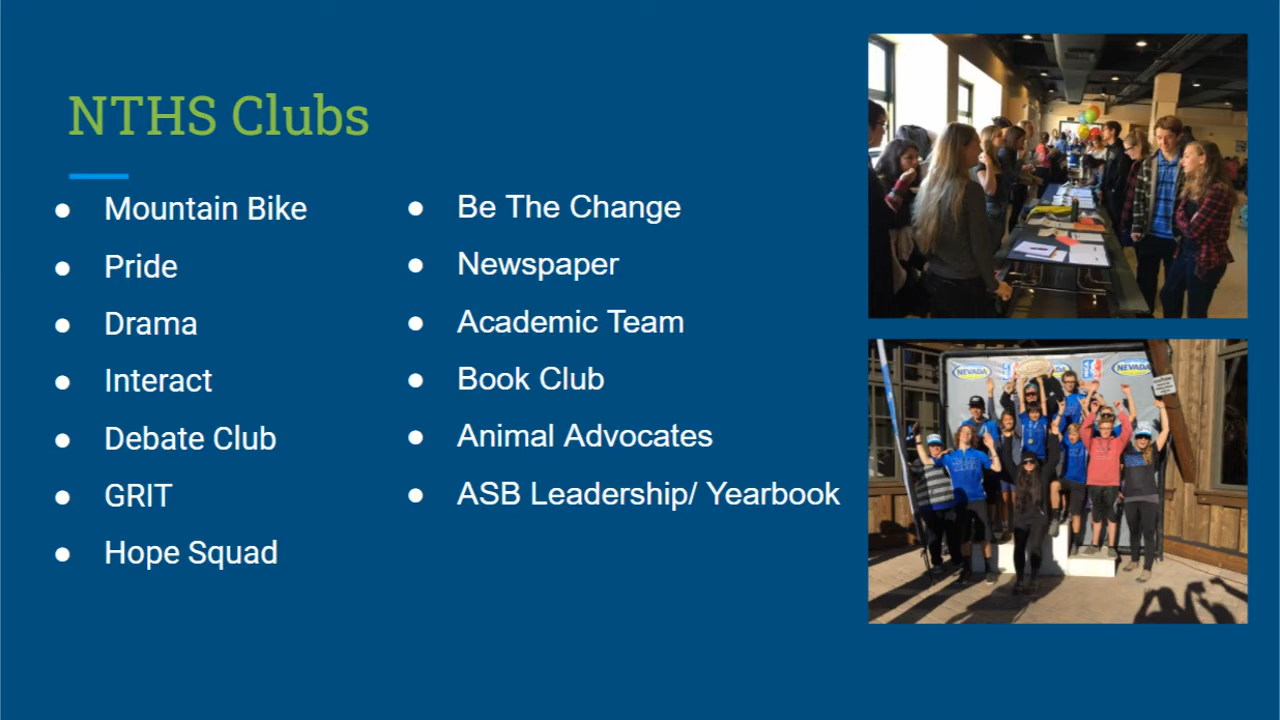 NTHS Clubs
● Mountain Bike
● Pride
● Drama
● Interact
● Debate Club
● GRIT
● Hope Squad
● Be The Change
● Newspaper
● Academic Team
● Book Club
● Animal Advocates
● ASB Leadership/ Yearbook
NEVADA
NEVADA